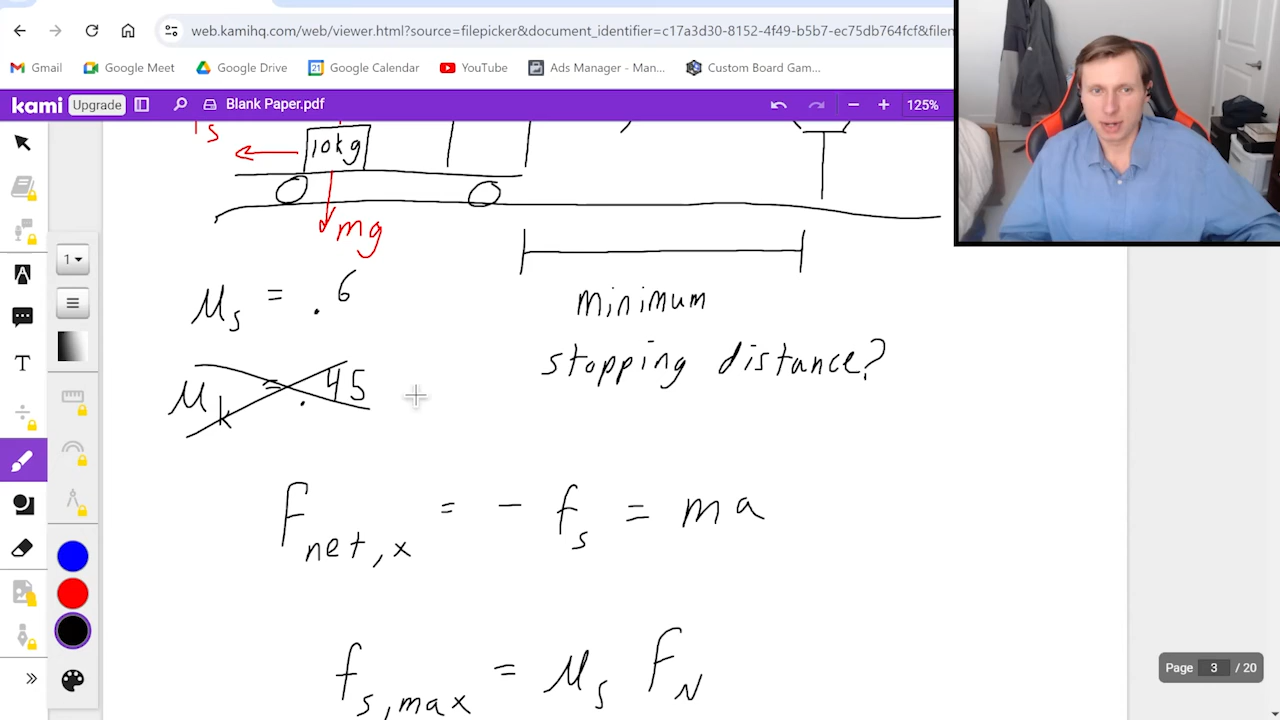 web.kamihq.com/web/viewer.html?source=filepicker&document_identifier=c17a3d30-8152-4f49-b5b7-ec75db764fcf&filen
Gmail Google Meet Google Drive 31 Google Calendar YouTube Ads Manager - Man... Custom Board Gam...
kami Upgrade Blank Paper.pdf 125%
s
10kg
mg
1
μs = .6
minimum
stopping distance?
μk = .45
T
Fnet,x = - fs = ma
fs,max = μs FN
Page 3 / 20